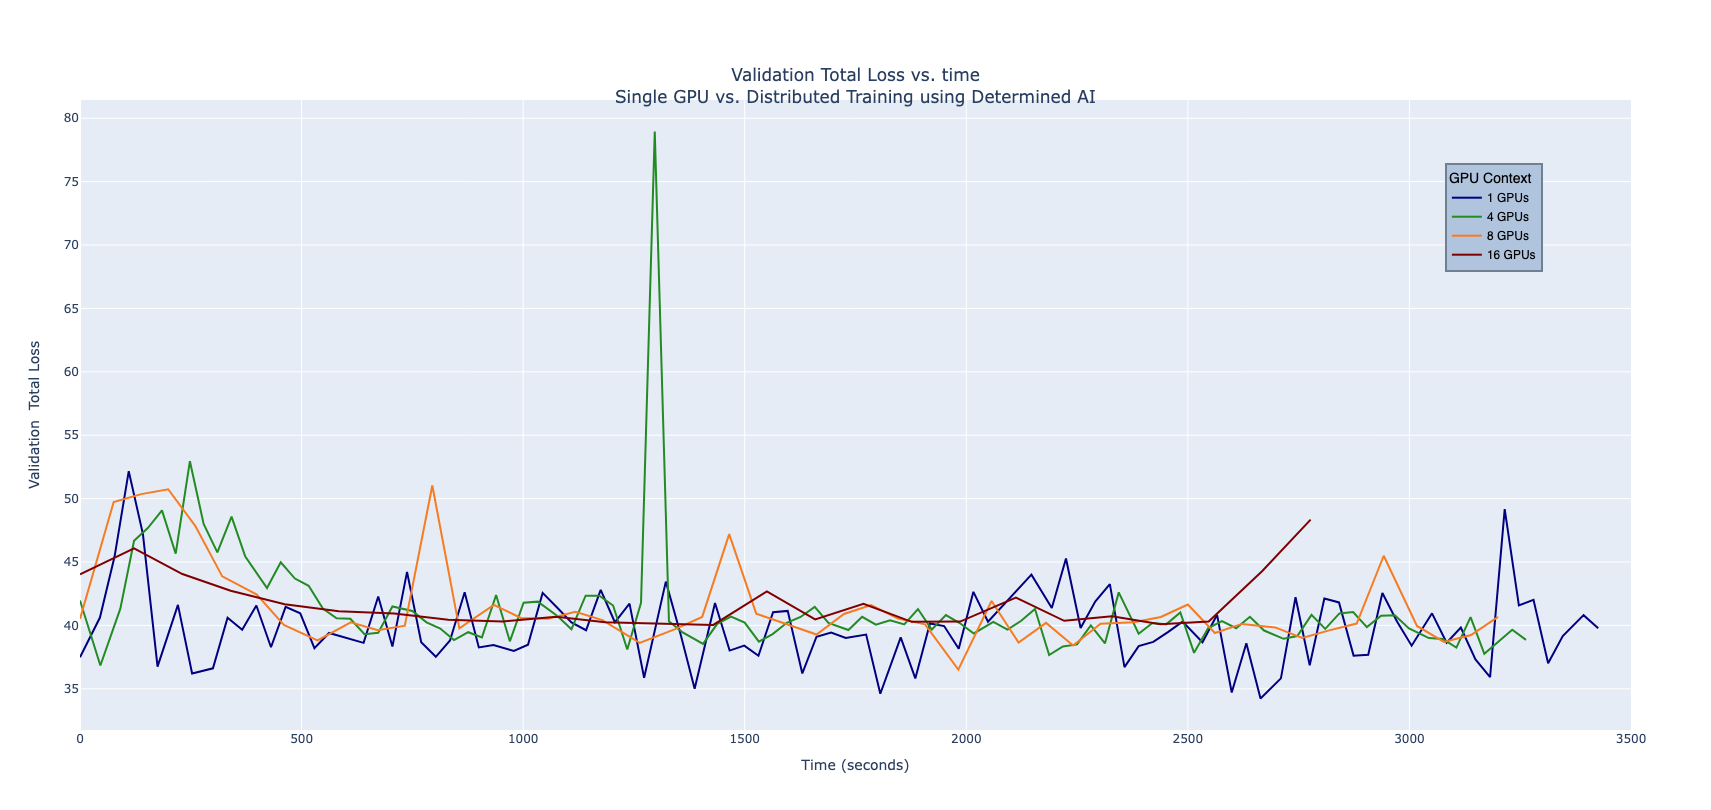 Validation Total Loss vs. time
Single GPU vs. Distributed Training using Determined AI
80
75
70
65
60
55
50
45
40
35
Validation  Total Loss
GPU Context
1 GPUs
4 GPUs
8 GPUs
16 GPUs
0 500 1000 1500 2000 2500 3000 3500
Time (seconds)